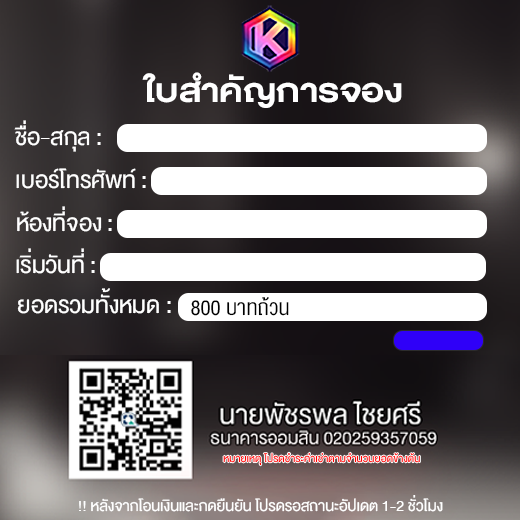 K
ใบสำคัญการจอง
ชื่อ-สกุล :
เบอร์โทรศัพท์ :
ห้องที่จอง :
เริ่มวันที่ :
ยอดรวมทั้งหมด : 800 บาทถ้วน
นายพัชรพล ไชยศรี
ธนาคารออมสิน 020259357059
หมายเหตุ โปรดชำระค่าเช่าตามจำนวนยอดข้างต้น
!! หลังจากโอนเงินและกดยืนยัน โปรดรอสถานะอัปเดต 1-2 ชั่วโมง